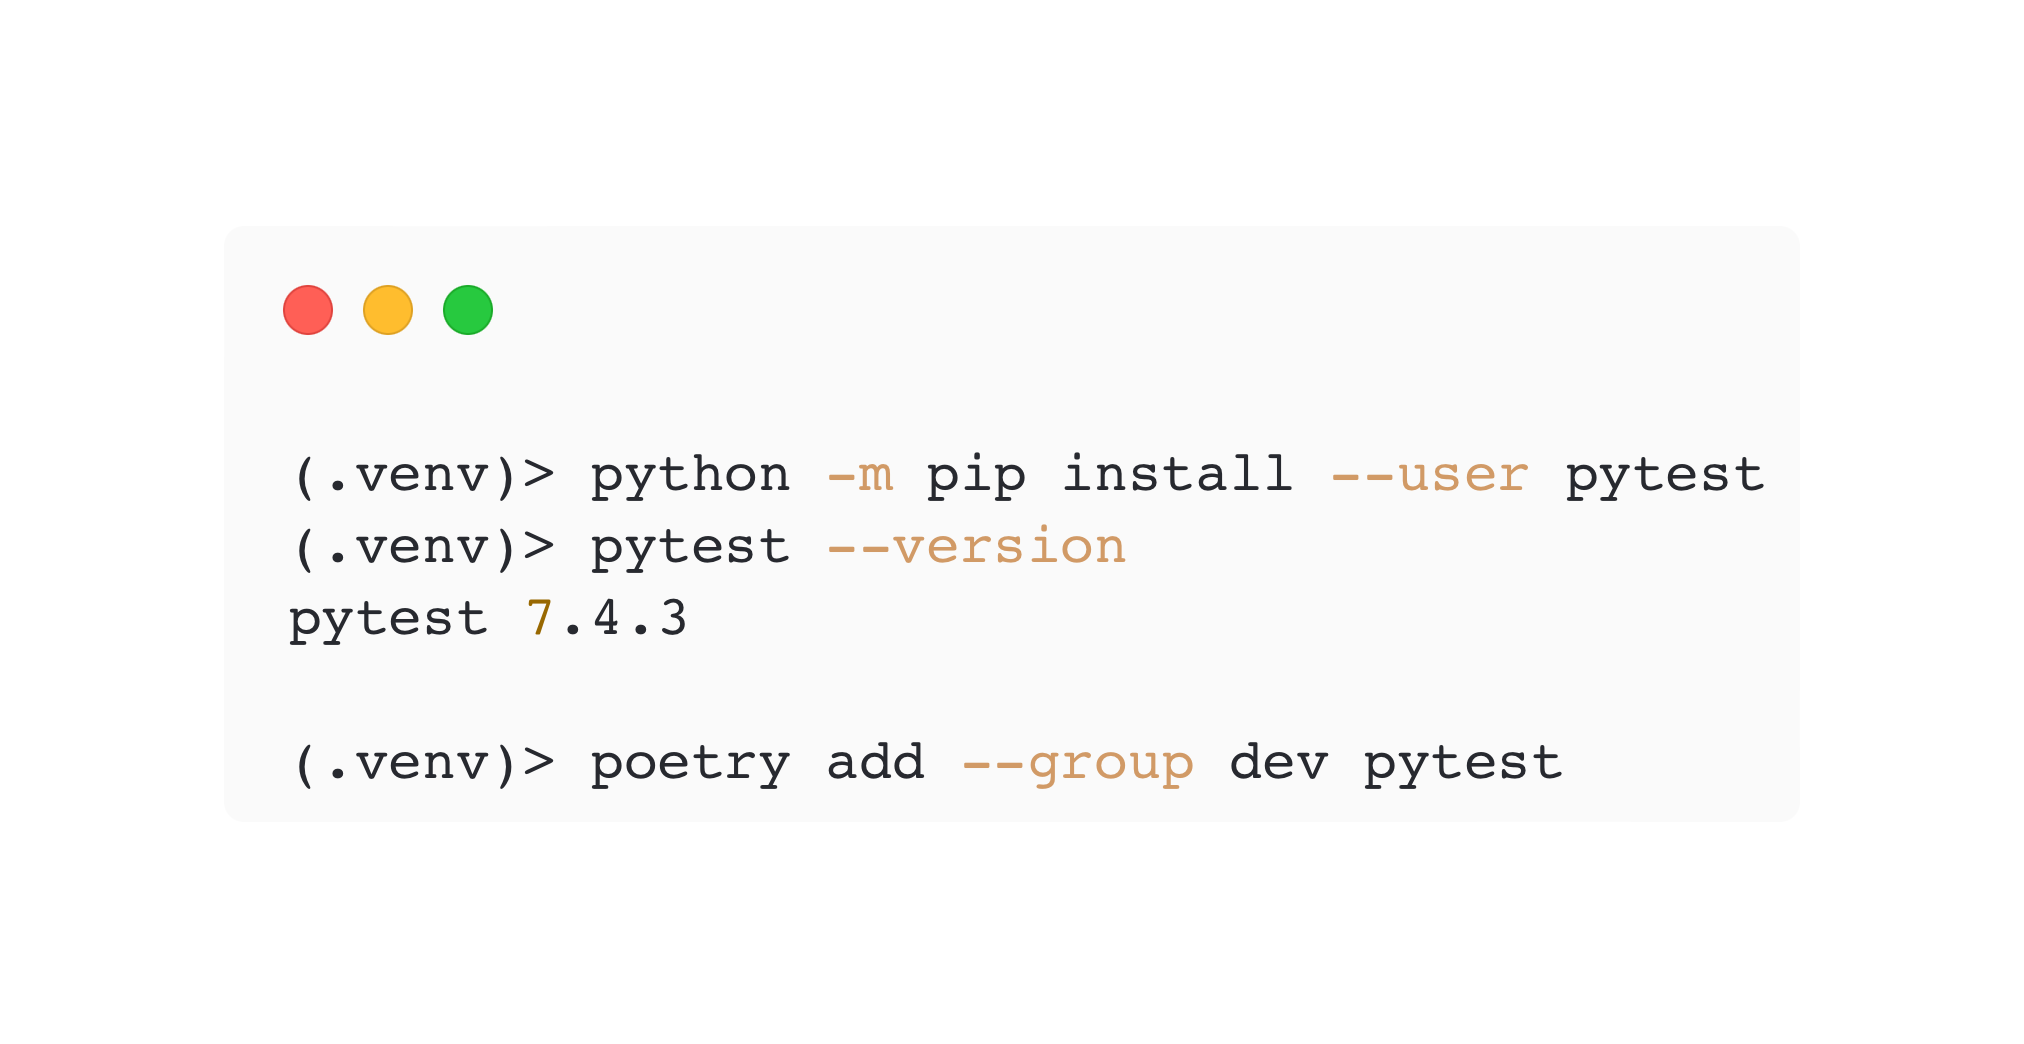 (.venv)> python -m pip install --user pytest
(.venv)> pytest --version
pytest 7.4.3
(.venv)> poetry add --group dev pytest